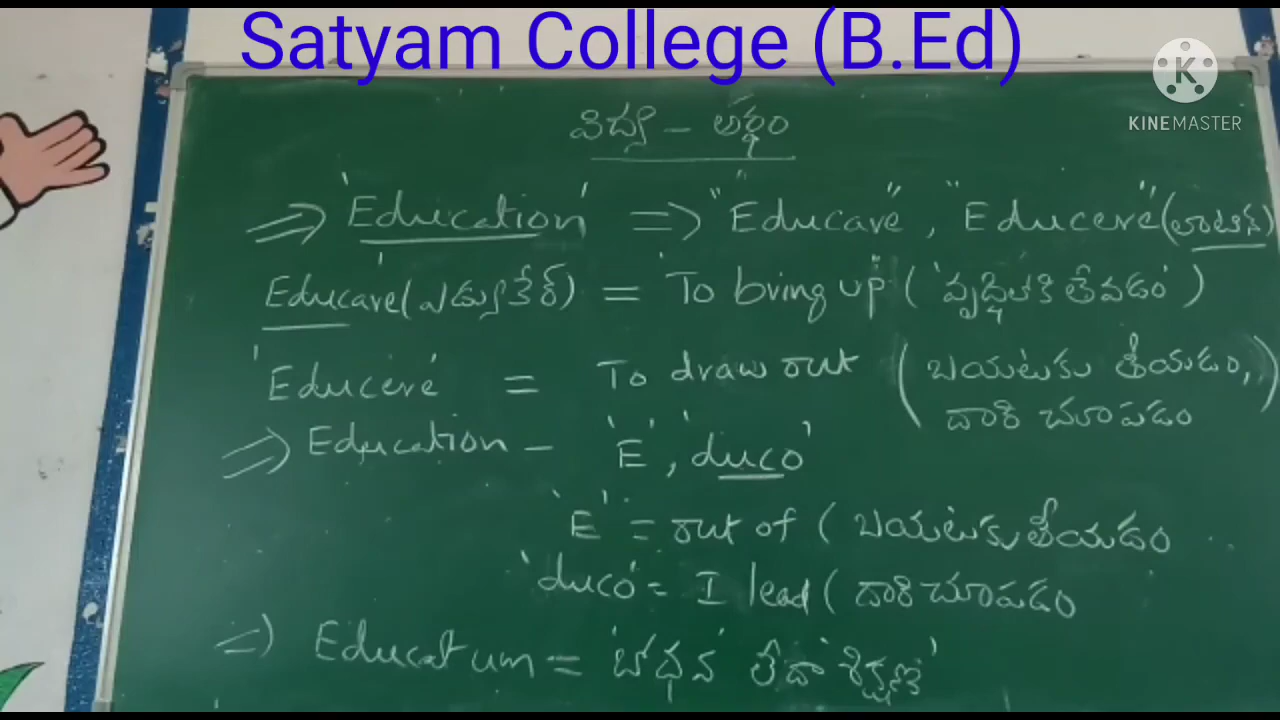 Satyam College (B.Ed)
KINEMASTER
విద్య - అర్థం
=> 'Education' => "Educare", "Educere" (లాటిన్)
Educare (ఎడ్యుకేర్) = 'To bring up' ('వృద్ధిలోకి తేవడం')
'Educere' = To draw out (బయటకు తీయడం,
దారి చూపడం)
=> Education - 'E', 'duco'
'E' = out of (బయటకు తీయడం
'duco' = I lead (దారి చూపడం
=> Educatum = 'బోధన' లేదా 'శిక్షణ'